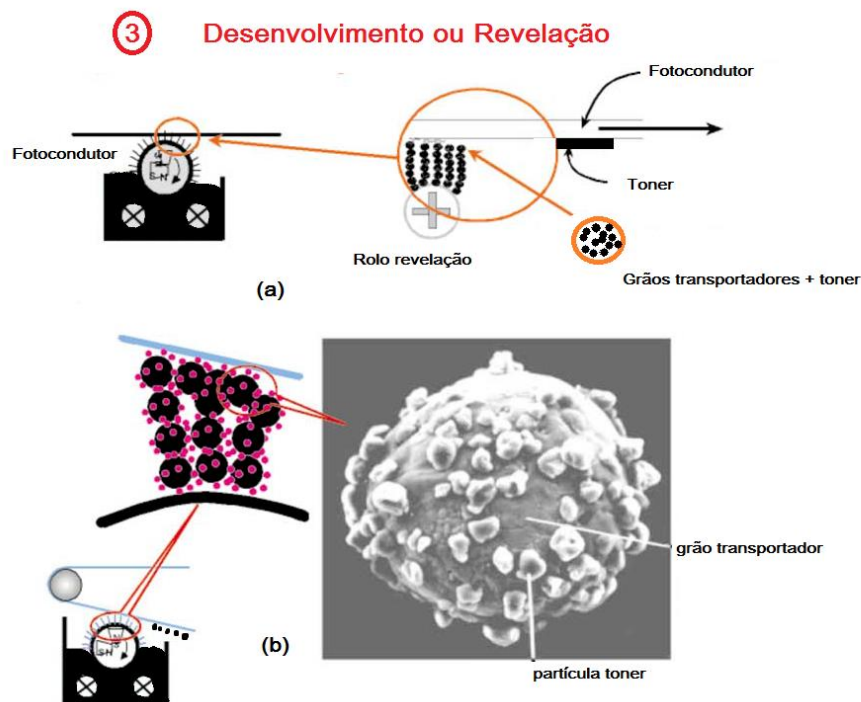 3 Desenvolvimento ou Revelação
Fotocondutor
Fotocondutor
Toner
Rolo revelação
Grãos transportadores + toner
(a)
grão transportador
(b)
partícula toner